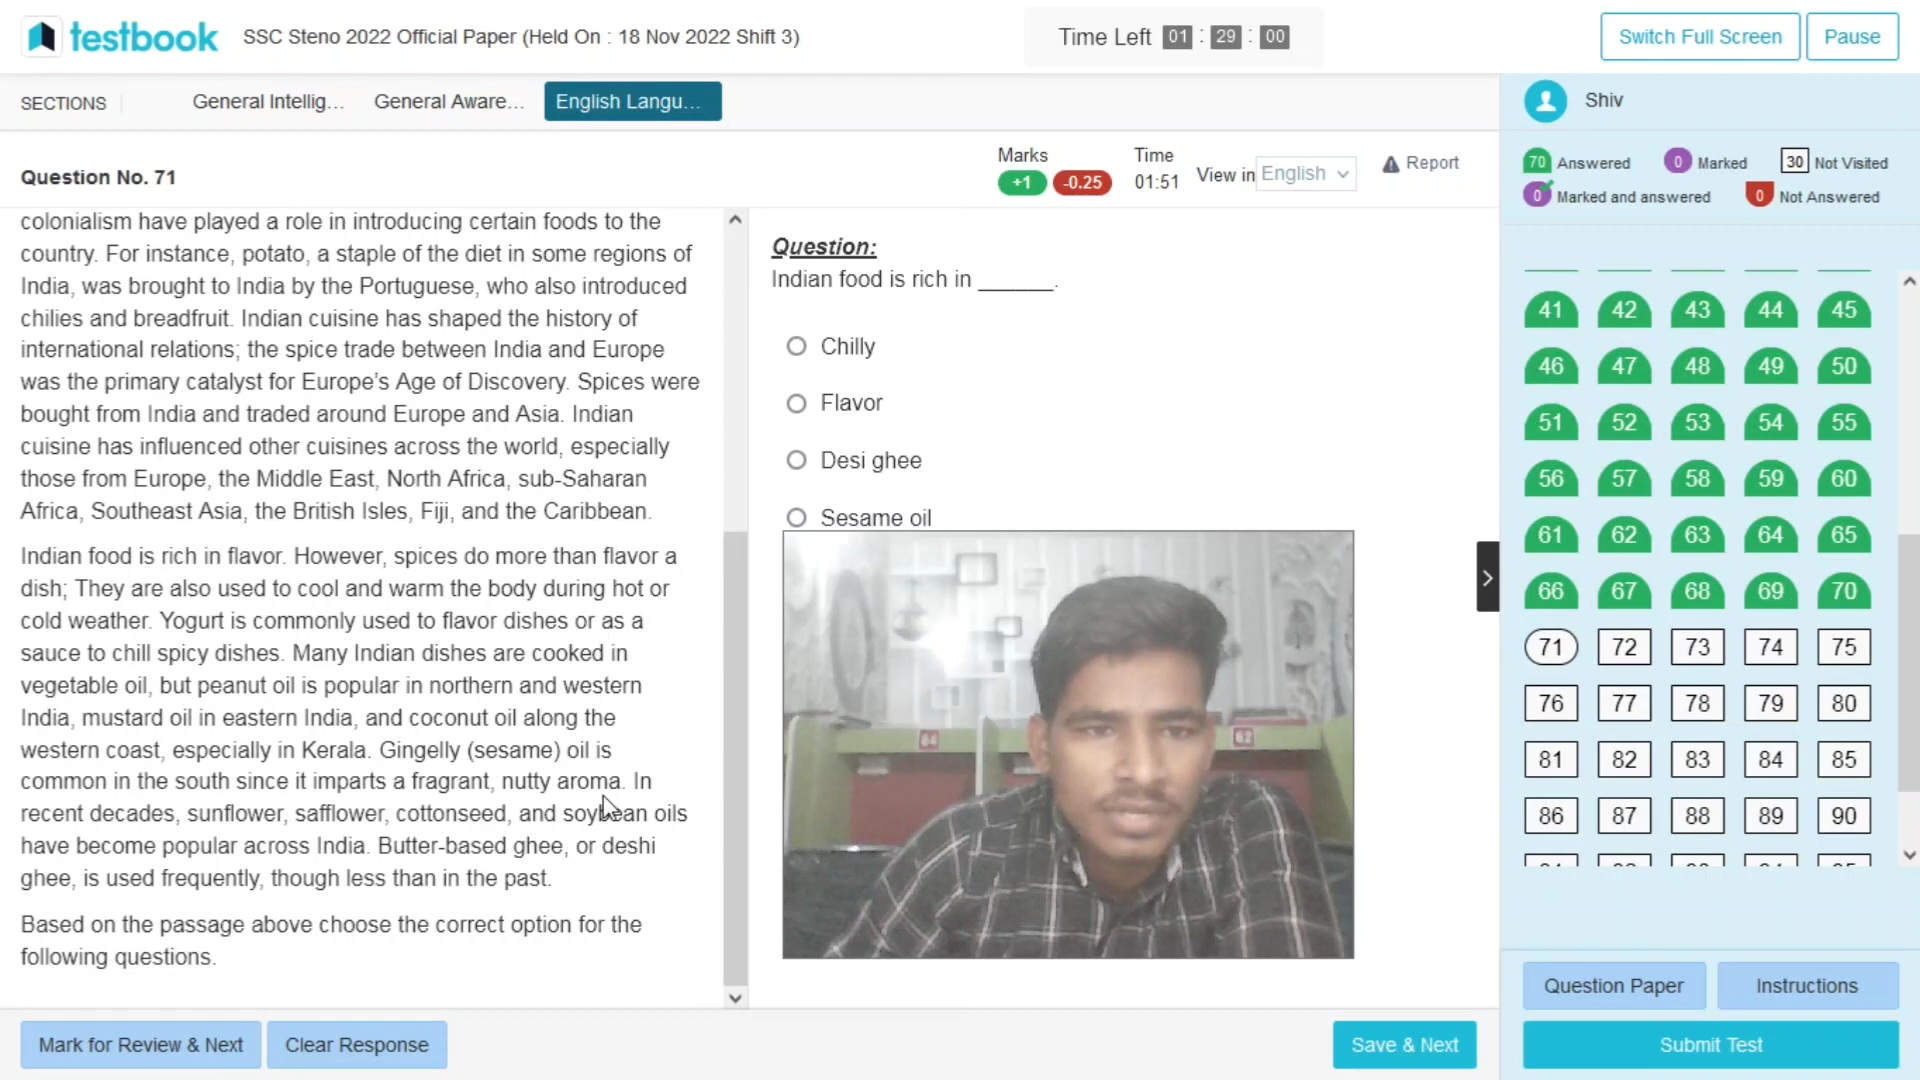 testbook
SSC Steno 2022 Official Paper (Held On : 18 Nov 2022 Shift 3)
Time Left 01 : 29 : 00
Switch Full Screen
Pause
SECTIONS
General Intellig...
General Aware...
English Langu...
Shiv
Question No. 71
Marks
+1
-0.25
Time
01:51
View in English
Report
70 Answered
0 Marked
30 Not Visited
0 Marked and answered
0 Not Answered
colonialism have played a role in introducing certain foods to the
country. For instance, potato, a staple of the diet in some regions of
India, was brought to India by the Portuguese, who also introduced
chilies and breadfruit. Indian cuisine has shaped the history of
international relations; the spice trade between India and Europe
was the primary catalyst for Europe's Age of Discovery. Spices were
bought from India and traded around Europe and Asia. Indian
cuisine has influenced other cuisines across the world, especially
those from Europe, the Middle East, North Africa, sub-Saharan
Africa, Southeast Asia, the British Isles, Fiji, and the Caribbean.
Indian food is rich in flavor. However, spices do more than flavor a
dish; They are also used to cool and warm the body during hot or
cold weather. Yogurt is commonly used to flavor dishes or as a
sauce to chill spicy dishes. Many Indian dishes are cooked in
vegetable oil, but peanut oil is popular in northern and western
India, mustard oil in eastern India, and coconut oil along the
western coast, especially in Kerala. Gingelly (sesame) oil is
common in the south since it imparts a fragrant, nutty aroma. In
recent decades, sunflower, safflower, cottonseed, and soybean oils
have become popular across India. Butter-based ghee, or deshi
ghee, is used frequently, though less than in the past.
Based on the passage above choose the correct option for the
following questions.
Question:
Indian food is rich in ______.
Chilly
Flavor
Desi ghee
Sesame oil
64
62
41 42 43 44 45
46 47 48 49 50
51 52 53 54 55
56 57 58 59 60
61 62 63 64 65
66 67 68 69 70
71 72 73 74 75
76 77 78 79 80
81 82 83 84 85
86 87 88 89 90
Question Paper
Instructions
Mark for Review & Next
Clear Response
Save & Next
Submit Test